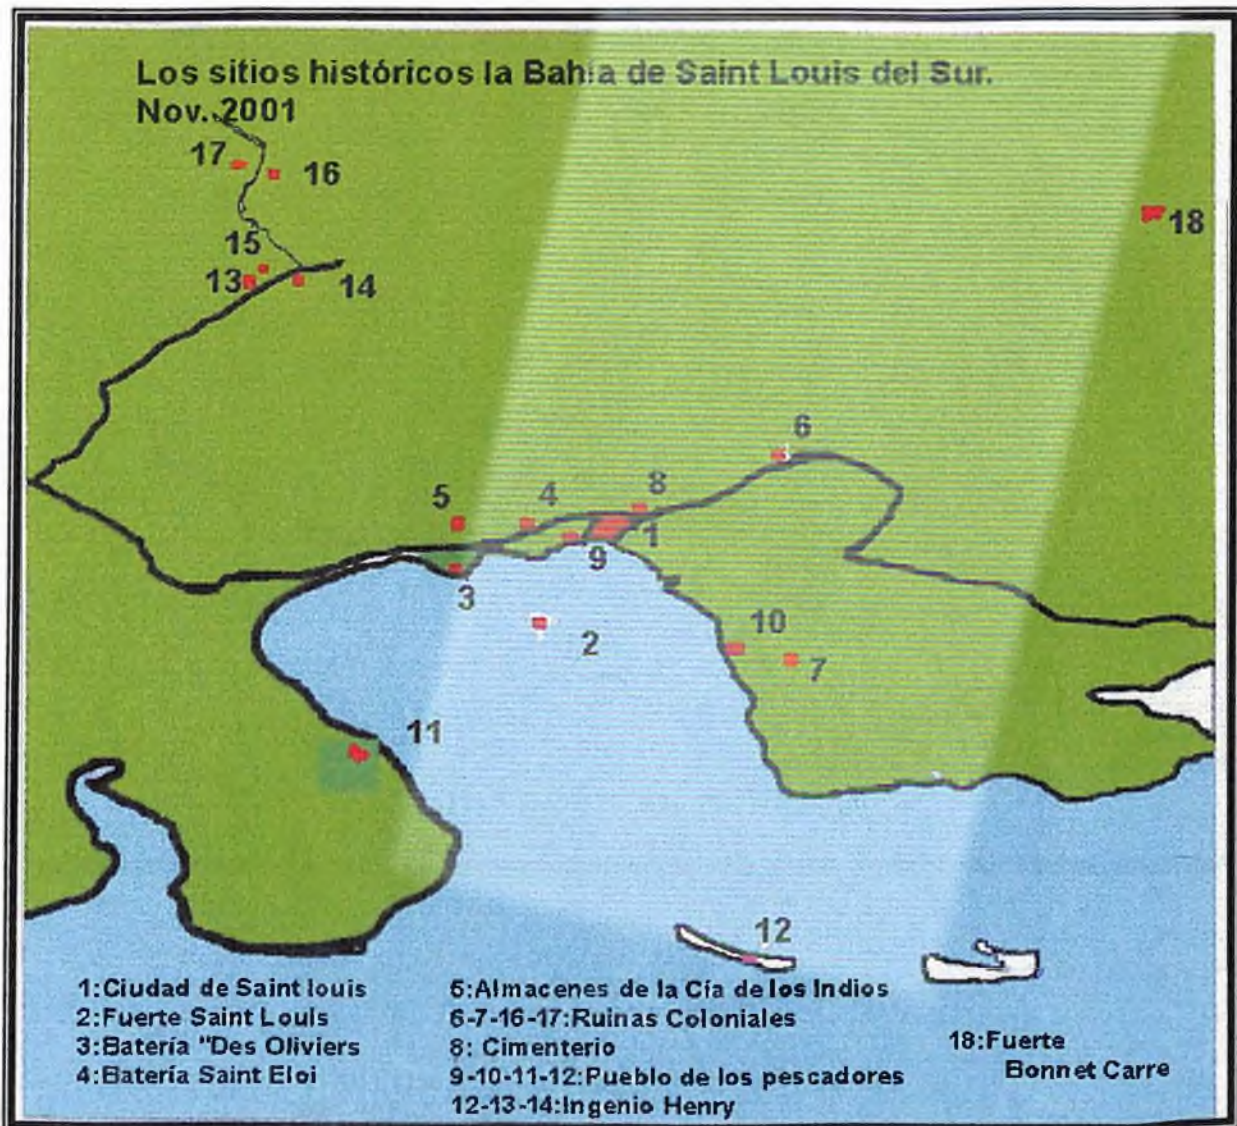 Los sitios históricos la Bahía de Saint Louis del Sur.
Nov. 2001
17
16
15
13
14
18
6
5
4
8
1
9
3
2
10
7
11
12
1:Ciudad de Saint louis
2:Fuerte Saint Louis
3:Batería "Des Oliviers
4:Batería Saint Eloi
5:Almacenes de la Cía de los Indios
6-7-16-17:Ruinas Coloniales
8: Cimenterio
9-10-11-12:Pueblo de los pescadores
12-13-14:Ingenio Henry
18:Fuerte
Bonnet Carre